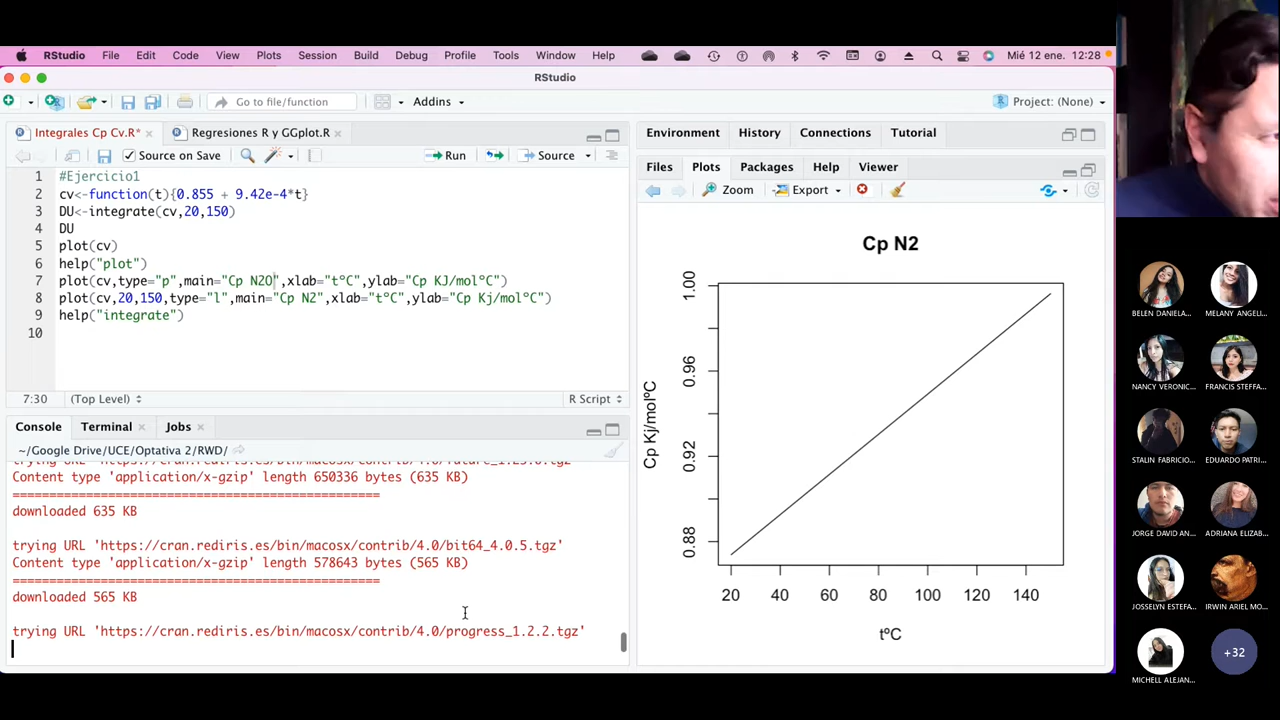 RStudio File Edit Code View Plots Session Build Debug Profile Tools Window Help Mié 12 ene. 12:28
RStudio
Go to file/function Addins Project: (None)
Integrales Cp Cv.R* Regresiones R y GGplot.R
Source on Save Run Source
1 #Ejercicio1
2 cv<-function(t){0.855 + 9.42e-4*t}
3 DU<-integrate(cv,20,150)
4 DU
5 plot(cv)
6 help("plot")
7 plot(cv,type="p",main="Cp N2O",xlab="tºC",ylab="Cp KJ/molºC")
8 plot(cv,20,150,type="l",main="Cp N2",xlab="tºC",ylab="Cp Kj/molºC")
9 help("integrate")
10
7:30 (Top Level) R Script
Console Terminal Jobs
~/Google Drive/UCE/Optativa 2/RWD/
Content type 'application/x-gzip' length 650336 bytes (635 KB)
==================================================
downloaded 635 KB
trying URL 'https://cran.rediris.es/bin/macosx/contrib/4.0/bit64_4.0.5.tgz'
Content type 'application/x-gzip' length 578643 bytes (565 KB)
==================================================
downloaded 565 KB
trying URL 'https://cran.rediris.es/bin/macosx/contrib/4.0/progress_1.2.2.tgz'
Environment History Connections Tutorial
Files Plots Packages Help Viewer
Zoom Export
Cp N2
1.00
0.96
0.92
0.88
Cp Kj/molºC
20 40 60 80 100 120 140
tºC
BELEN DANIELA... MELANY ANGELI...
NANCY VERONIC... FRANCIS STEFFA...
STALIN FABRICIO... EDUARDO PATRI...
JORGE DAVID AN... ADRIANA ELIZAB...
JOSSELYN ESTEFA... IRWIN ARIEL MO...
MICHELL ALEJAN... +32